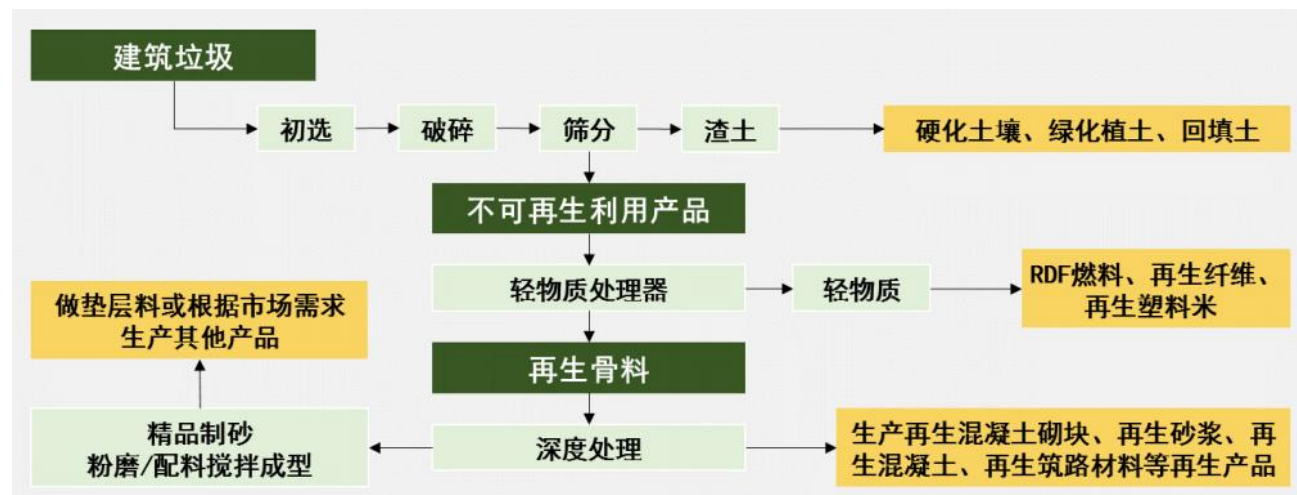 建筑垃圾
初选
破碎
筛分
渣土
硬化土壤、绿化植土、回填土
不可再生利用产品
轻物质处理器
轻物质
RDF燃料、再生纤维、
再生塑料米
做垫层料或根据市场需求
生产其他产品
再生骨料
精品制砂
粉磨/配料搅拌成型
深度处理
生产再生混凝土砌块、再生砂浆、再
生混凝土、再生筑路材料等再生产品